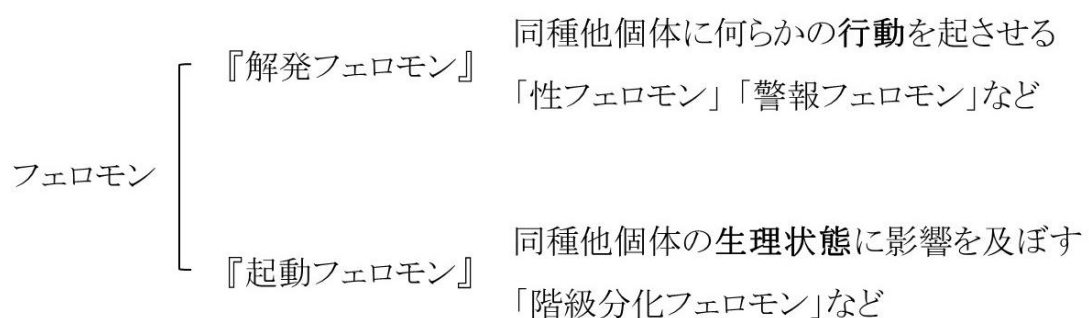 フェロモン
『解発フェロモン』
同種他個体に何らかの行動を起させる
「性フェロモン」「警報フェロモン」など
『起動フェロモン』
同種他個体の生理状態に影響を及ぼす
「階級分化フェロモン」など